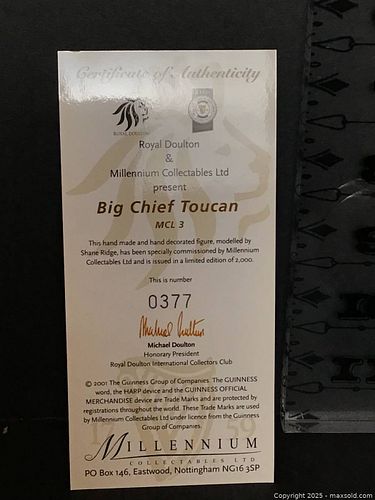 Certificate of Authenticity
ROYAL DOULTON
Royal Doulton
&
Millennium Collectables Ltd
present
Big Chief Toucan
MCL 3
This hand made and hand decorated figure, modelled by
Shane Ridge, has been specially commissioned by Millennium
Collectables Ltd and is issued in a limited edition of 2,000.
This is number
0377
Michael Doulton
Michael Doulton
Honorary President
Royal Doulton International Collectors Club
© 2001 The Guinness Group of Companies. The GUINNESS
word, the HARP device and the GUINNESS OFFICIAL
MERCHANDISE device are Trade Marks and are protected by
registrations throughout the world. These Trade Marks are used
by Millennium Collectables Ltd under licence from the Guinness
Group of Companies.
17 59
MILLENNIUM
COLLECTABLES LTD
PO Box 146, Eastwood, Nottingham NG16 3SP
Copyright 2025 - maxsold.com